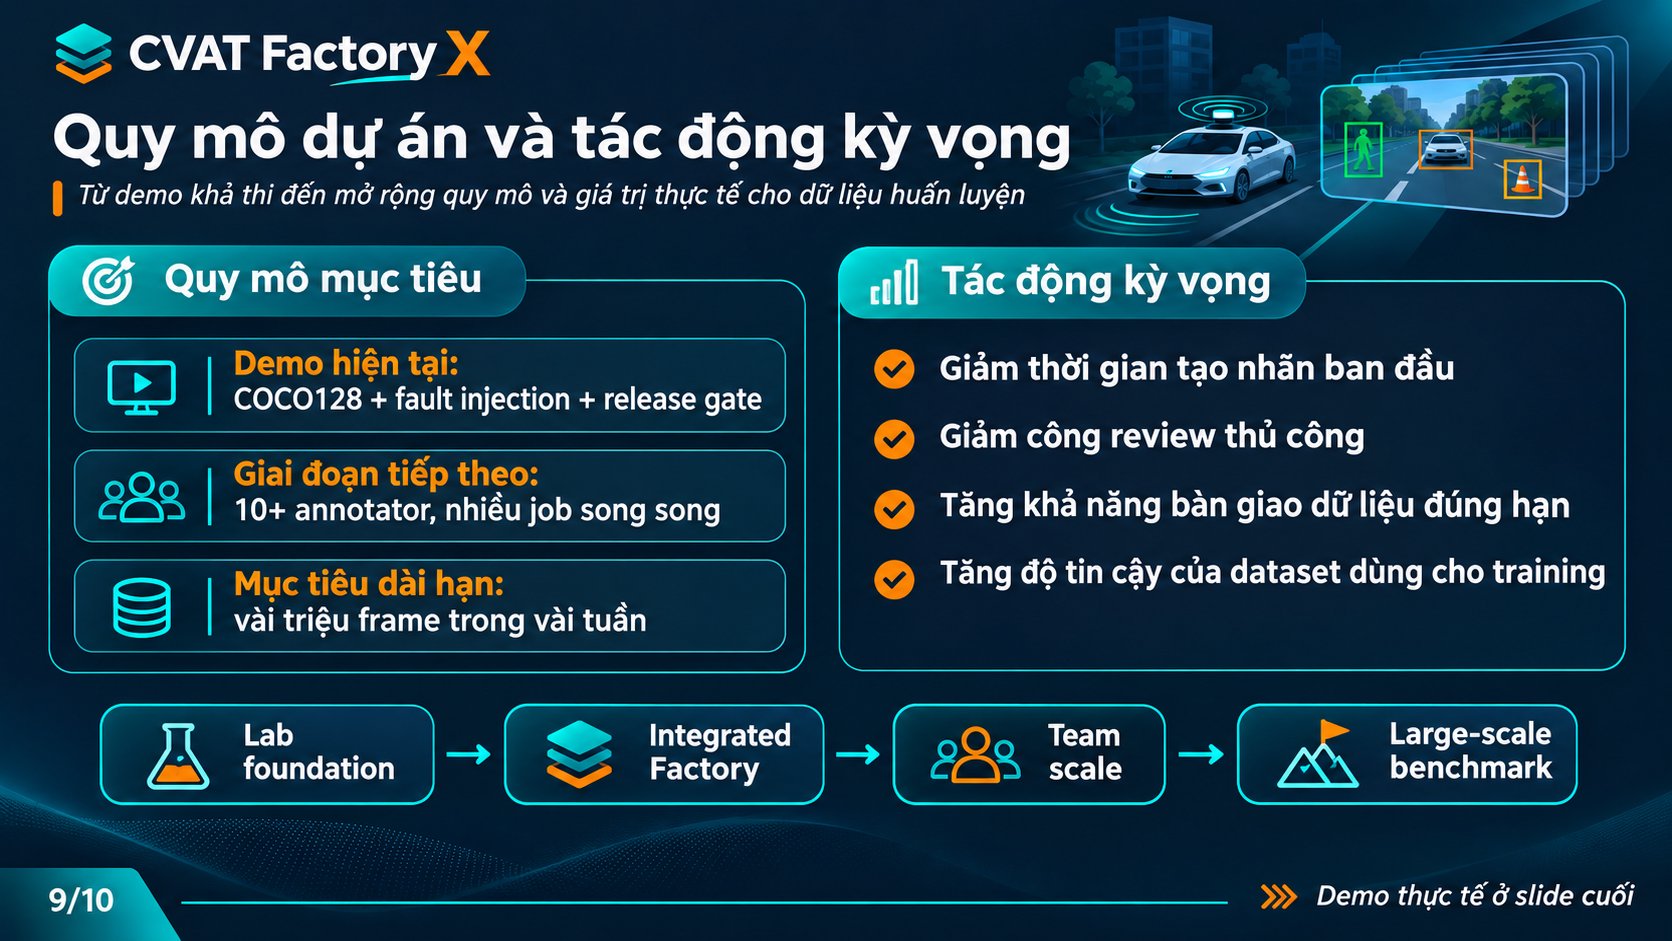 CVAT Factory X
Quy mô dự án và tác động kỳ vọng
Từ demo khả thi đến mở rộng quy mô và giá trị thực tế cho dữ liệu huấn luyện
Quy mô mục tiêu
Demo hiện tại:
COCO128 + fault injection + release gate
Giai đoạn tiếp theo:
10+ annotator, nhiều job song song
Mục tiêu dài hạn:
vài triệu frame trong vài tuần
Tác động kỳ vọng
Giảm thời gian tạo nhãn ban đầu
Giảm công review thủ công
Tăng khả năng bàn giao dữ liệu đúng hạn
Tăng độ tin cậy của dataset dùng cho training
Lab
foundation
Integrated
Factory
Team
scale
Large-scale
benchmark
9/10
Demo thực tế ở slide cuối